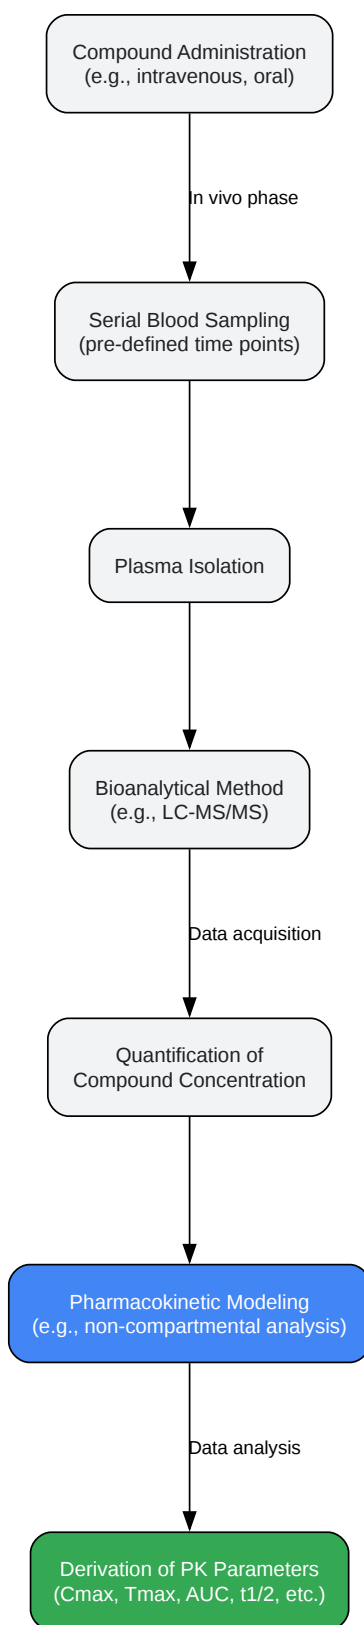 Compound Administration
(e.g., intravenous, oral)
In vivo phase
Serial Blood Sampling
(pre-defined time points)
Plasma Isolation
Bioanalytical Method
(e.g., LC-MS/MS)
Data acquisition
Quantification of
Compound Concentration
Pharmacokinetic Modeling
(e.g., non-compartmental analysis)
Data analysis
Derivation of PK Parameters
(Cmax, Tmax, AUC, t1/2, etc.)